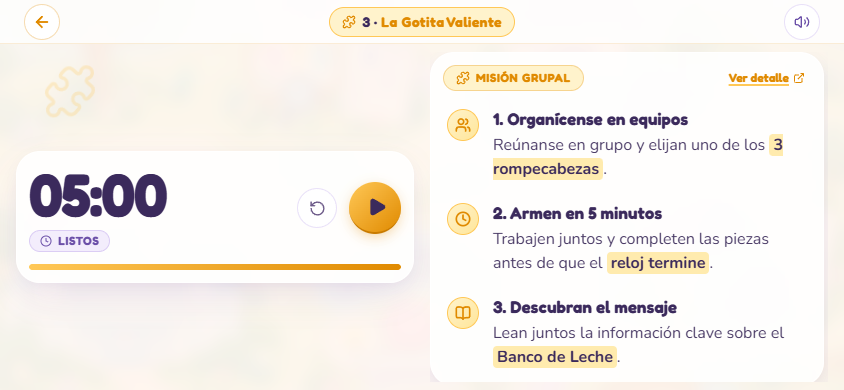 3 · La Gotita Valiente
05:00
LISTOS
MISIÓN GRUPAL
Ver detalle
1. Organícense en equipos
Reúnanse en grupo y elijan uno de los 3
rompecabezas.
2. Armen en 5 minutos
Trabajen juntos y completen las piezas
antes de que el reloj termine.
3. Descubran el mensaje
Lean juntos la información clave sobre el
Banco de Leche.